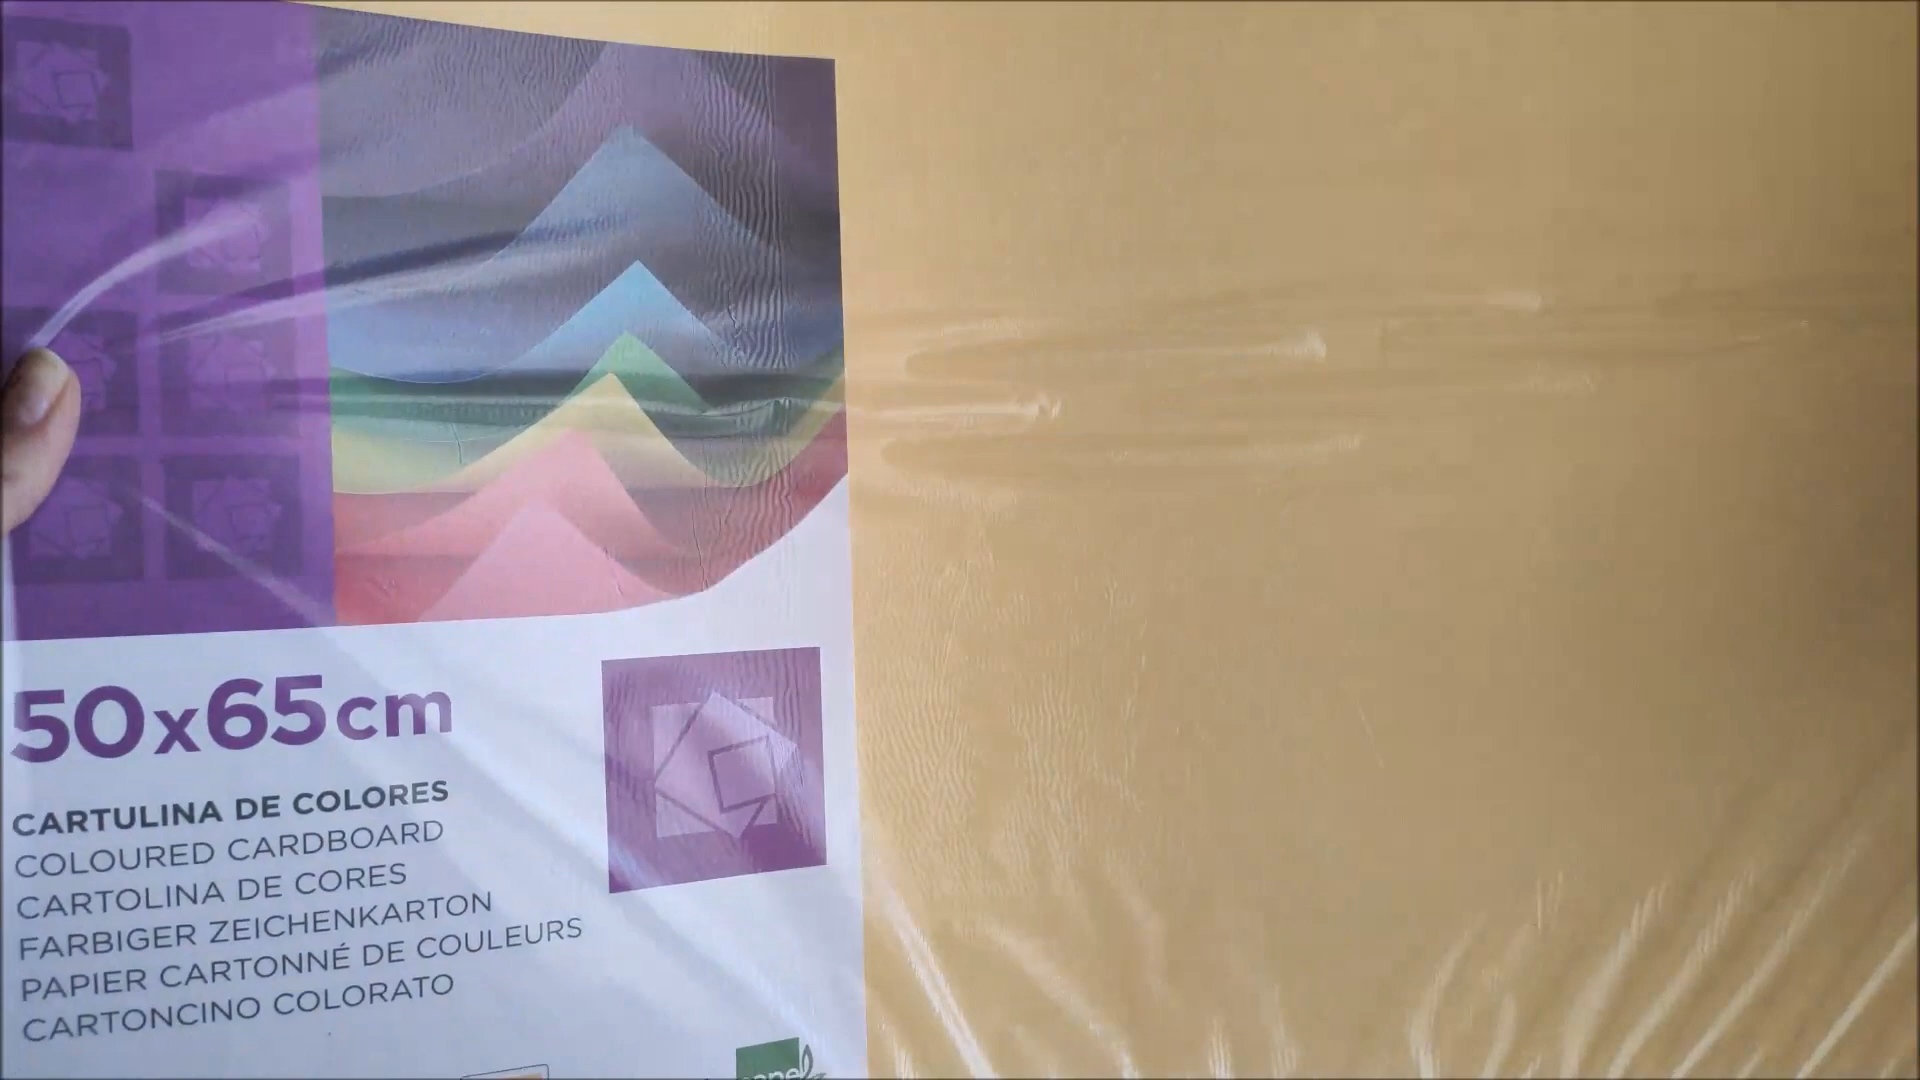 50x65cm
CARTULINA DE COLORES
COLOURED CARDBOARD
CARTOLINA DE CORES
FARBIGER ZEICHENKARTON
PAPIER CARTONNÉ DE COULEURS
CARTONCINO COLORATO